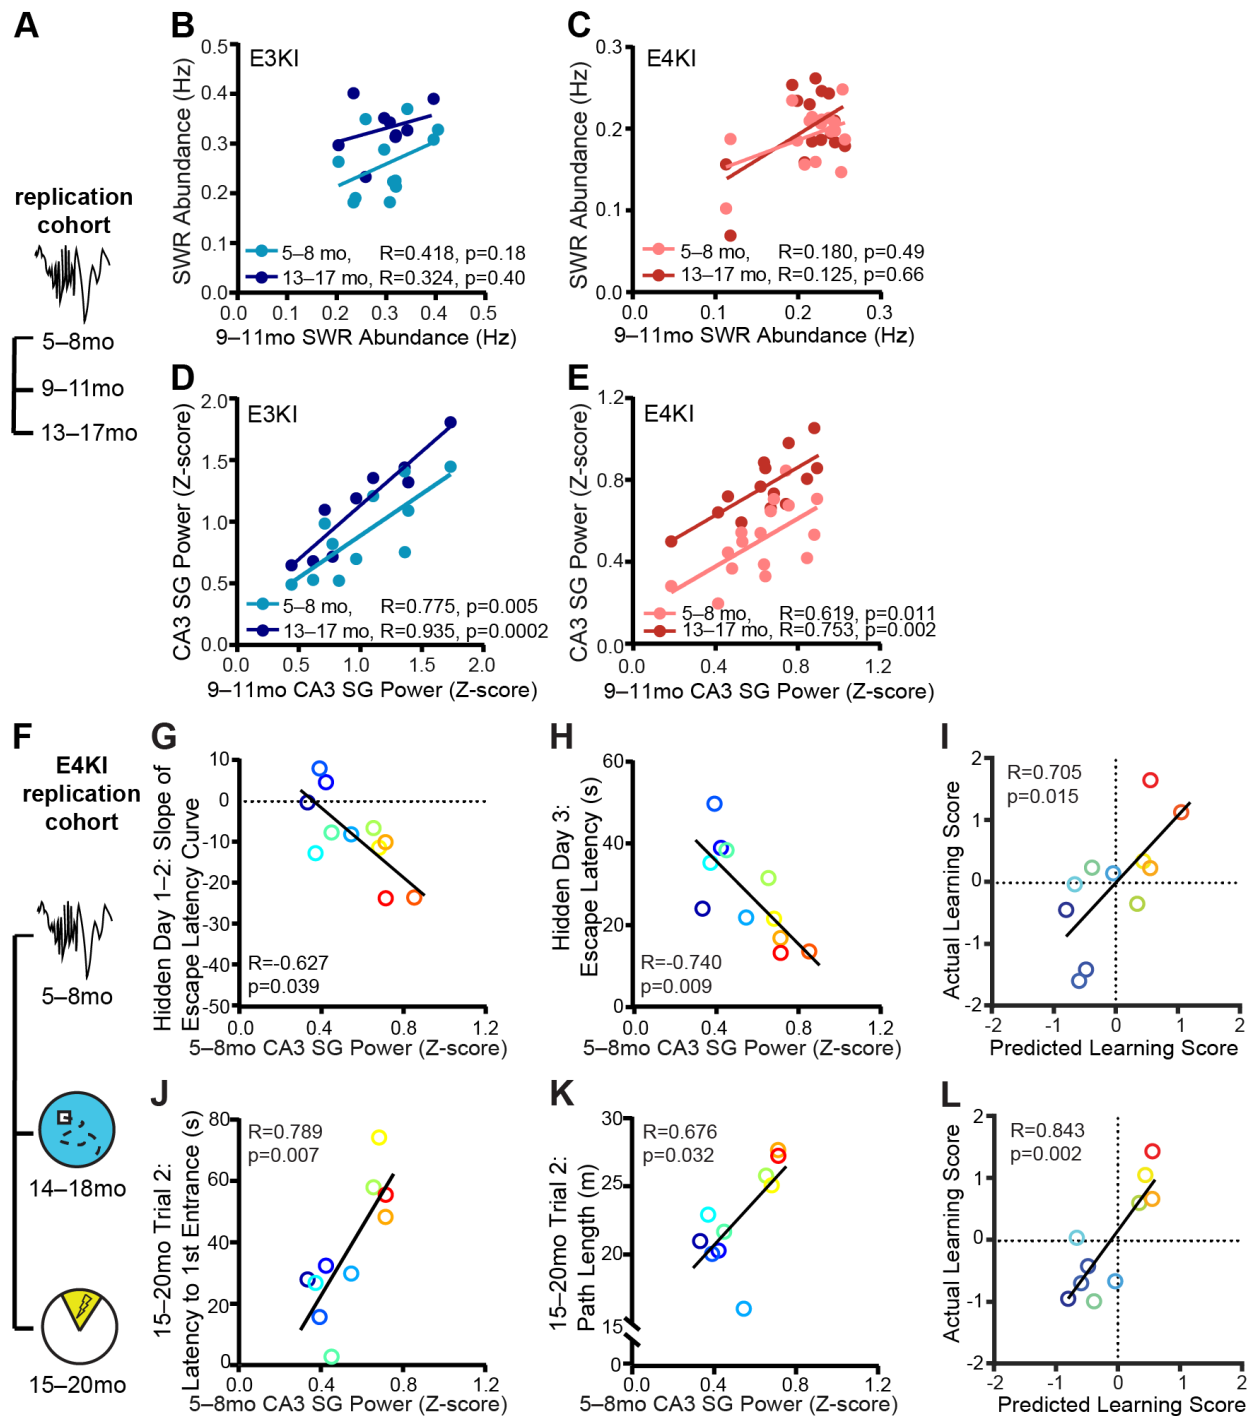 A
replication
cohort
5–8mo
9–11mo
13–17mo
B
E3KI
SWR Abundance (Hz)
0.5
0.4
0.3
0.2
0.1
0.0
5–8 mo, R=0.418, p=0.18
13–17 mo, R=0.324, p=0.40
0.0 0.1 0.2 0.3 0.4 0.5
9–11mo SWR Abundance (Hz)
C
E4KI
SWR Abundance (Hz)
0.3
0.2
0.1
0.0
5–8 mo, R=0.180, p=0.49
13–17 mo, R=0.125, p=0.66
0.0 0.1 0.2 0.3
9–11mo SWR Abundance (Hz)
D
E3KI
CA3 SG Power (Z-score)
2.0
1.5
1.0
0.5
0.0
5–8 mo, R=0.775, p=0.005
13–17 mo, R=0.935, p=0.0002
0.0 0.5 1.0 1.5 2.0
9–11mo CA3 SG Power (Z-score)
E
E4KI
CA3 SG Power (Z-score)
1.2
0.8
0.4
0.0
5–8 mo, R=0.619, p=0.011
13–17 mo, R=0.753, p=0.002
0.0 0.4 0.8 1.2
9–11mo CA3 SG Power (Z-score)
F
E4KI
replication
cohort
5–8mo
14–18mo
15–20mo
G
Hidden Day 1–2: Slope of
Escape Latency Curve
10
0
-10
-20
-30
-40
-50
R=-0.627
p=0.039
0.0 0.4 0.8 1.2
5–8mo CA3 SG Power (Z-score)
H
Hidden Day 3:
Escape Latency (s)
60
40
20
0
R=-0.740
p=0.009
0.0 0.4 0.8 1.2
5–8mo CA3 SG Power (Z-score)
I
R=0.705
p=0.015
Actual Learning Score
2
1
0
-1
-2
-2 -1 0 1 2
Predicted Learning Score
J
R=0.789
p=0.007
15–20mo Trial 2:
Latency to 1st Entrance (s)
80
60
40
20
0
0.0 0.4 0.8 1.2
5–8mo CA3 SG Power (Z-score)
K
R=0.676
p=0.032
15–20mo Trial 2:
Path Length (m)
30
25
20
15
0
0.0 0.4 0.8 1.2
5–8mo CA3 SG Power (Z-score)
L
R=0.843
p=0.002
Actual Learning Score
2
1
0
-1
-2
-2 -1 0 1 2
Predicted Learning Score